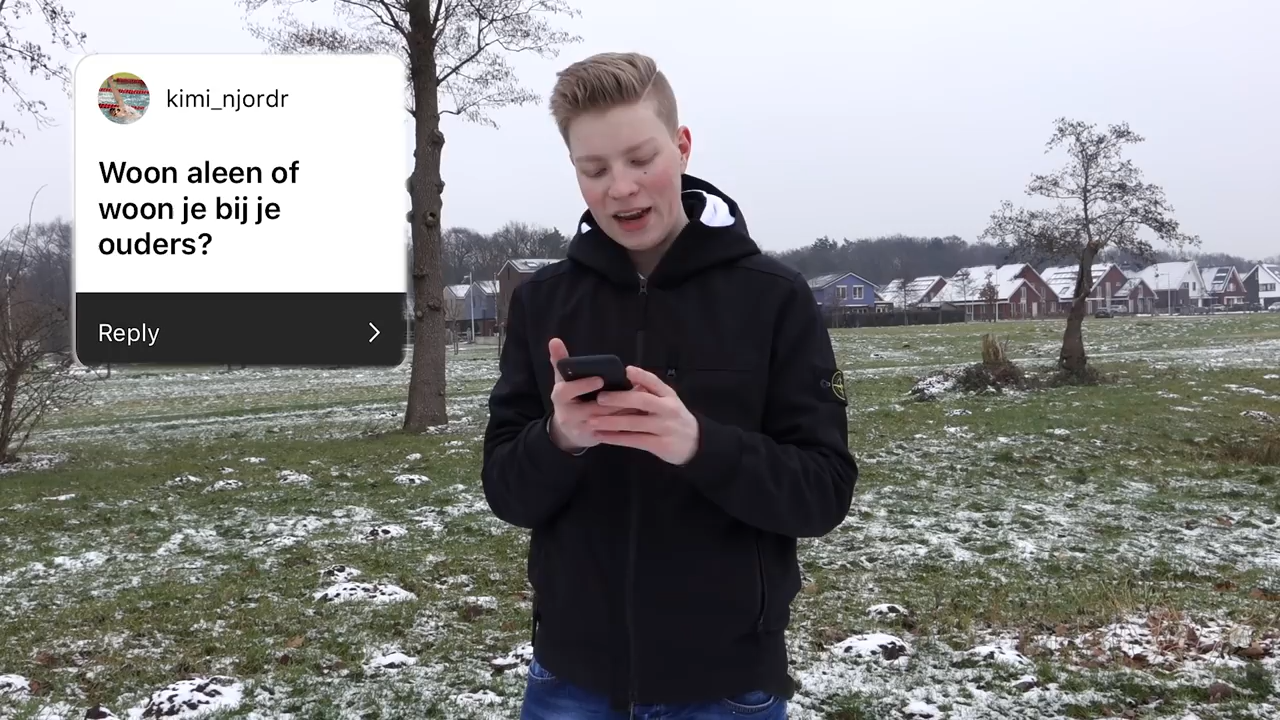 kimi_njordr
Woon aleen of
woon je bij je
ouders?
Reply